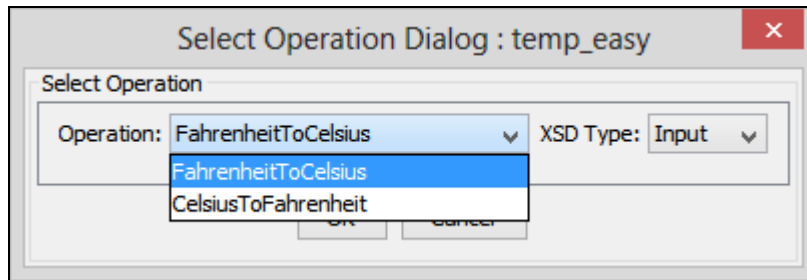 Select Operation Dialog : temp_easy
Select Operation
Operation: FahrenheitToCelsius XSD Type: Input
FahrenheitToCelsius
CelsiusToFahrenheit